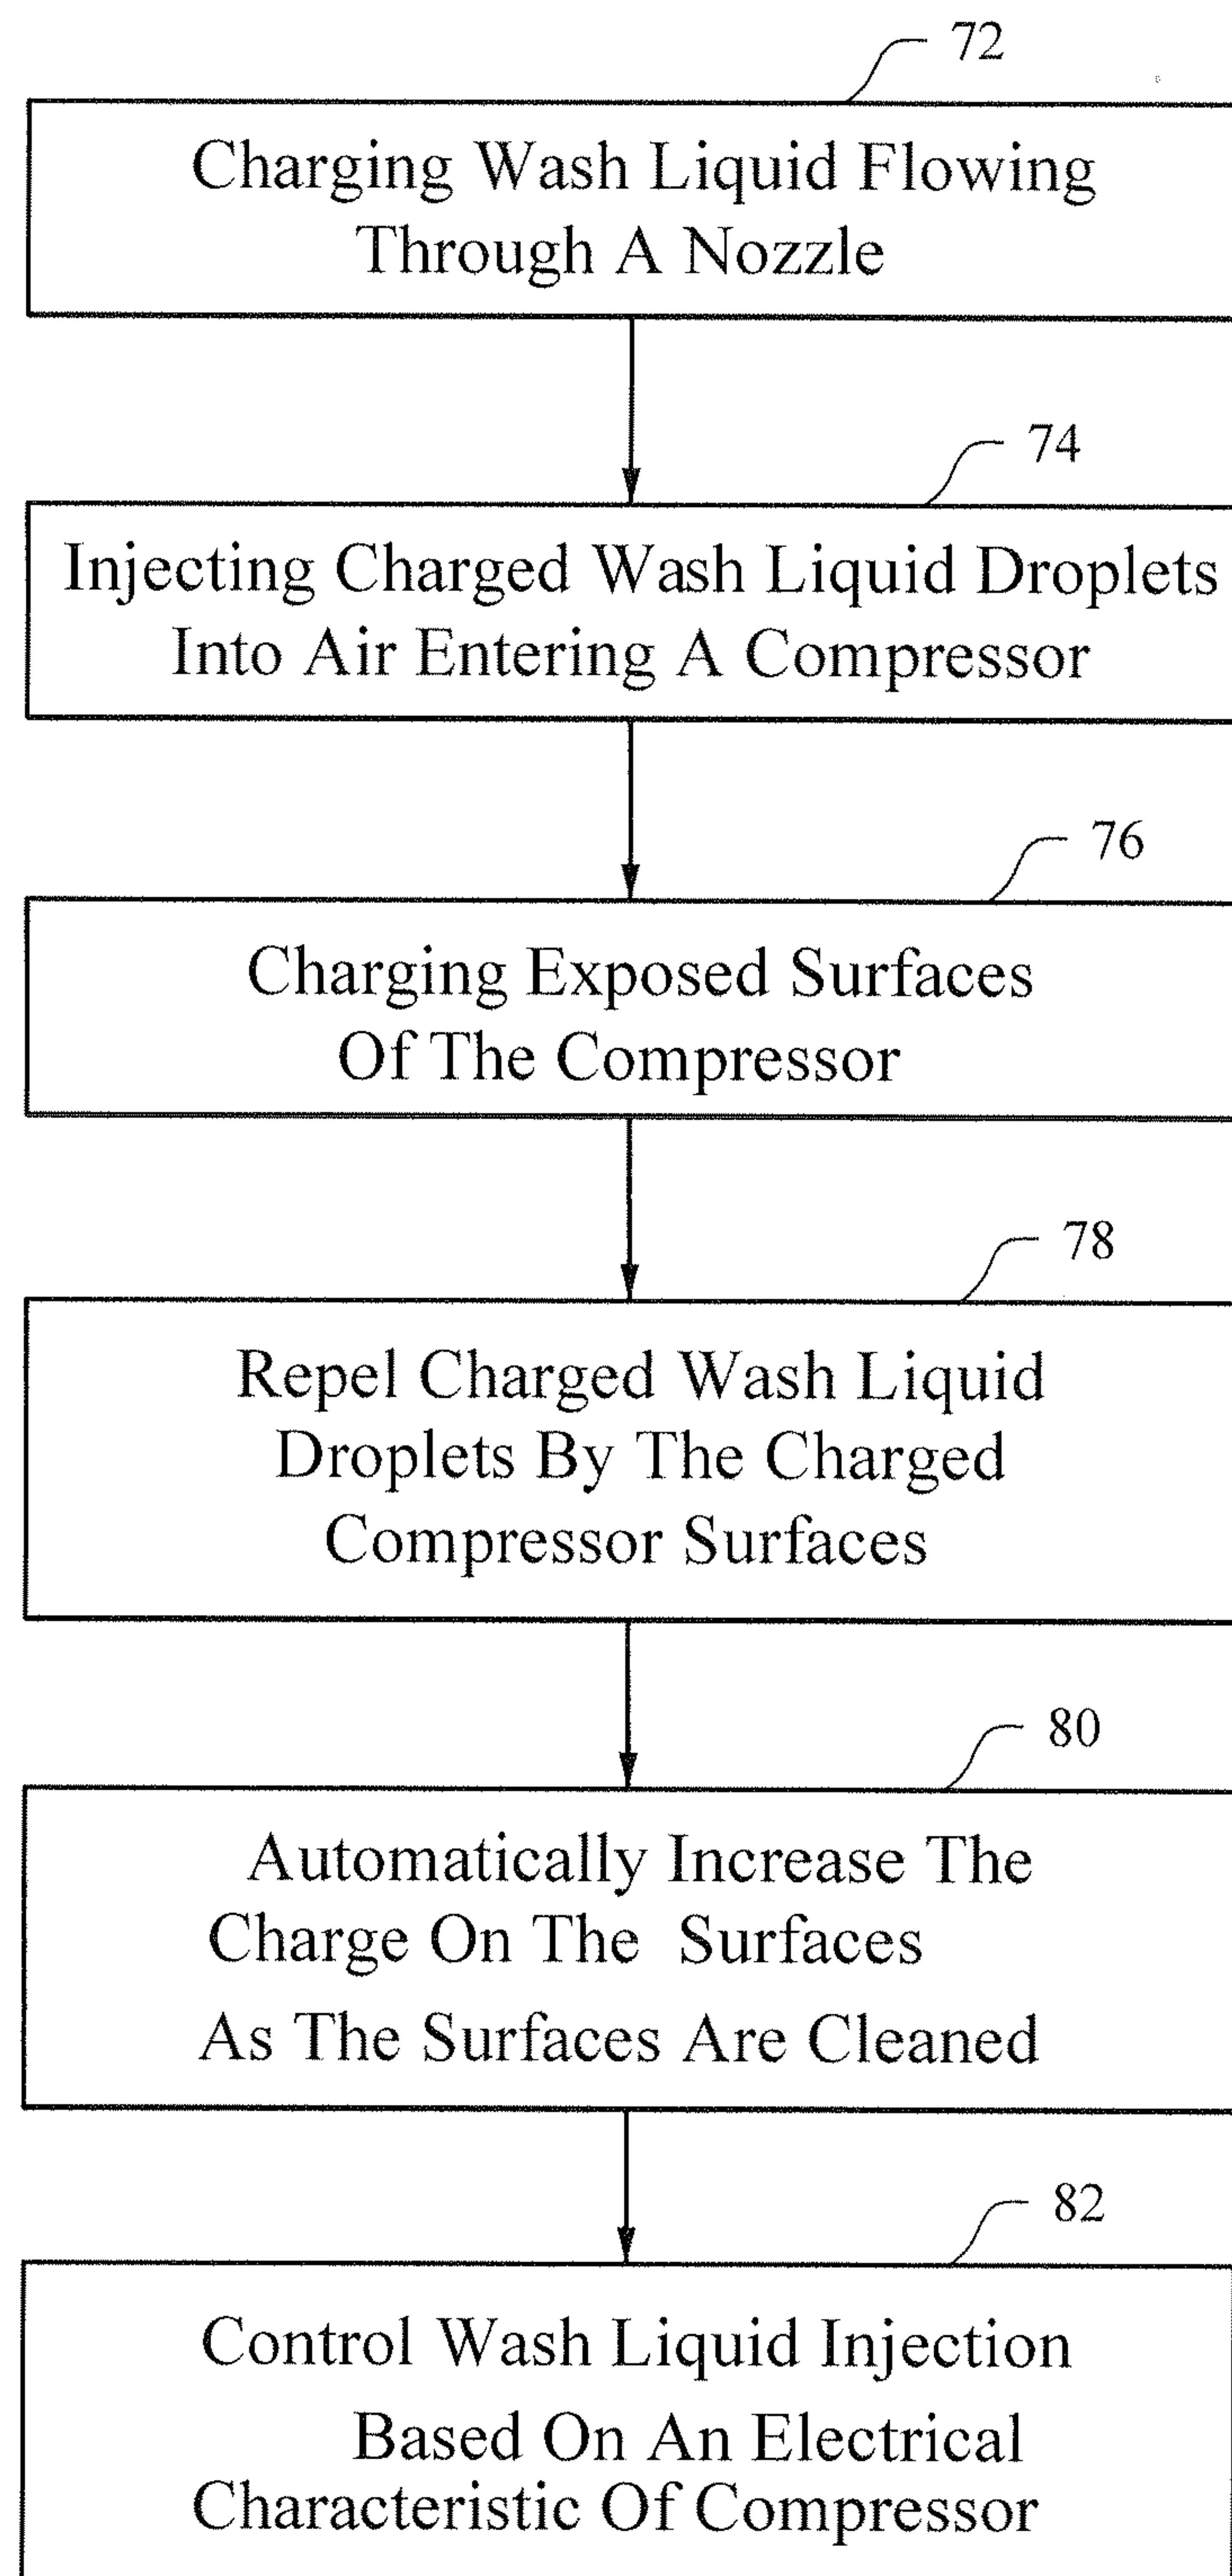 72
Charging Wash Liquid Flowing
Through A Nozzle
74
Injecting Charged Wash Liquid Droplets
Into Air Entering A Compressor
76
Charging Exposed Surfaces
Of The Compressor
78
Repel Charged Wash Liquid
Droplets By The Charged
Compressor Surfaces
80
Automatically Increase The
Charge On The Surfaces
As The Surfaces Are Cleaned
82
Control Wash Liquid Injection
Based On An Electrical
Characteristic Of Compressor